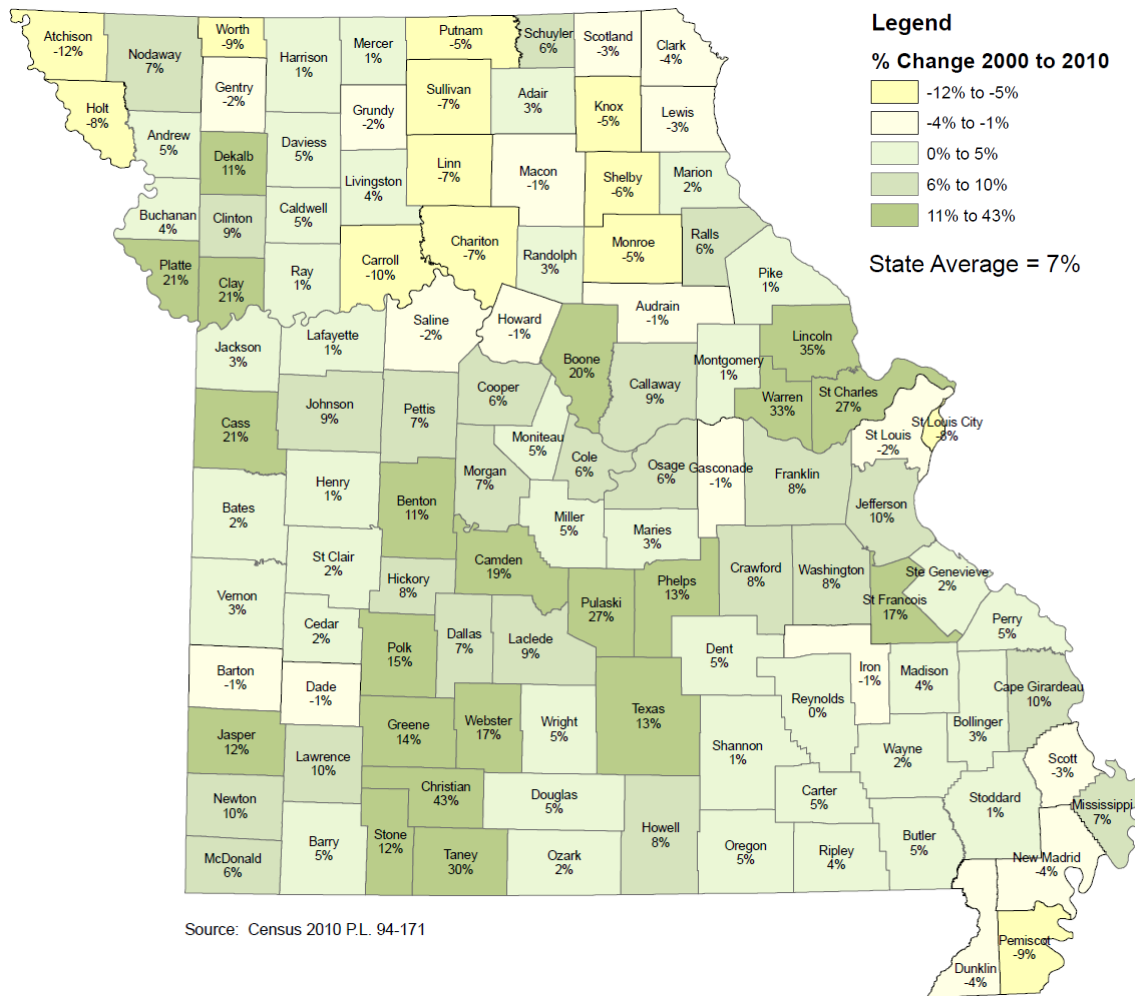 Legend
% Change 2000 to 2010
-12% to -5%
-4% to -1%
0% to 5%
6% to 10%
11% to 43%
State Average = 7%
Atchison
-12%
Nodaway
7%
Worth
-9%
Harrison
1%
Mercer
1%
Putnam
-5%
Schuyler
6%
Scotland
-3%
Clark
-4%
Holt
-8%
Gentry
-2%
Grundy
-2%
Sullivan
-7%
Adair
3%
Knox
-5%
Lewis
-3%
Andrew
5%
Dekalb
11%
Daviess
5%
Livingston
4%
Linn
-7%
Macon
-1%
Shelby
-6%
Marion
2%
Buchanan
4%
Clinton
9%
Caldwell
5%
Platte
21%
Clay
21%
Ray
1%
Carroll
-10%
Chariton
-7%
Randolph
3%
Monroe
-5%
Ralls
6%
Pike
1%
Jackson
3%
Lafayette
1%
Saline
-2%
Howard
-1%
Boone
20%
Audrain
-1%
Callaway
9%
Montgomery
1%
Lincoln
35%
Warren
33%
St Charles
27%
St Louis City
-8%
St Louis
-2%
Cass
21%
Johnson
9%
Pettis
7%
Cooper
6%
Moniteau
5%
Cole
6%
Morgan
7%
Osage
6%
Gasconade
-1%
Franklin
8%
Jefferson
10%
Bates
2%
Henry
1%
Benton
11%
Miller
5%
Maries
3%
Vernon
3%
St Clair
2%
Hickory
8%
Camden
19%
Pulaski
27%
Phelps
13%
Crawford
8%
Washington
8%
St Francois
17%
Ste Genevieve
2%
Perry
5%
Cedar
2%
Polk
15%
Dallas
7%
Laclede
9%
Dent
5%
Iron
-1%
Madison
4%
Cape Girardeau
10%
Barton
-1%
Dade
-1%
Greene
14%
Webster
17%
Wright
5%
Texas
13%
Reynolds
0%
Bollinger
3%
Jasper
12%
Lawrence
10%
Shannon
1%
Wayne
2%
Scott
-3%
Mississippi
7%
Newton
10%
Christian
43%
Douglas
5%
Howell
8%
Carter
5%
Stoddard
1%
McDonald
6%
Barry
5%
Stone
12%
Taney
30%
Ozark
2%
Oregon
5%
Ripley
4%
Butler
5%
New Madrid
-4%
Pemiscot
-9%
Dunklin
-4%
Source: Census 2010 P.L. 94-171